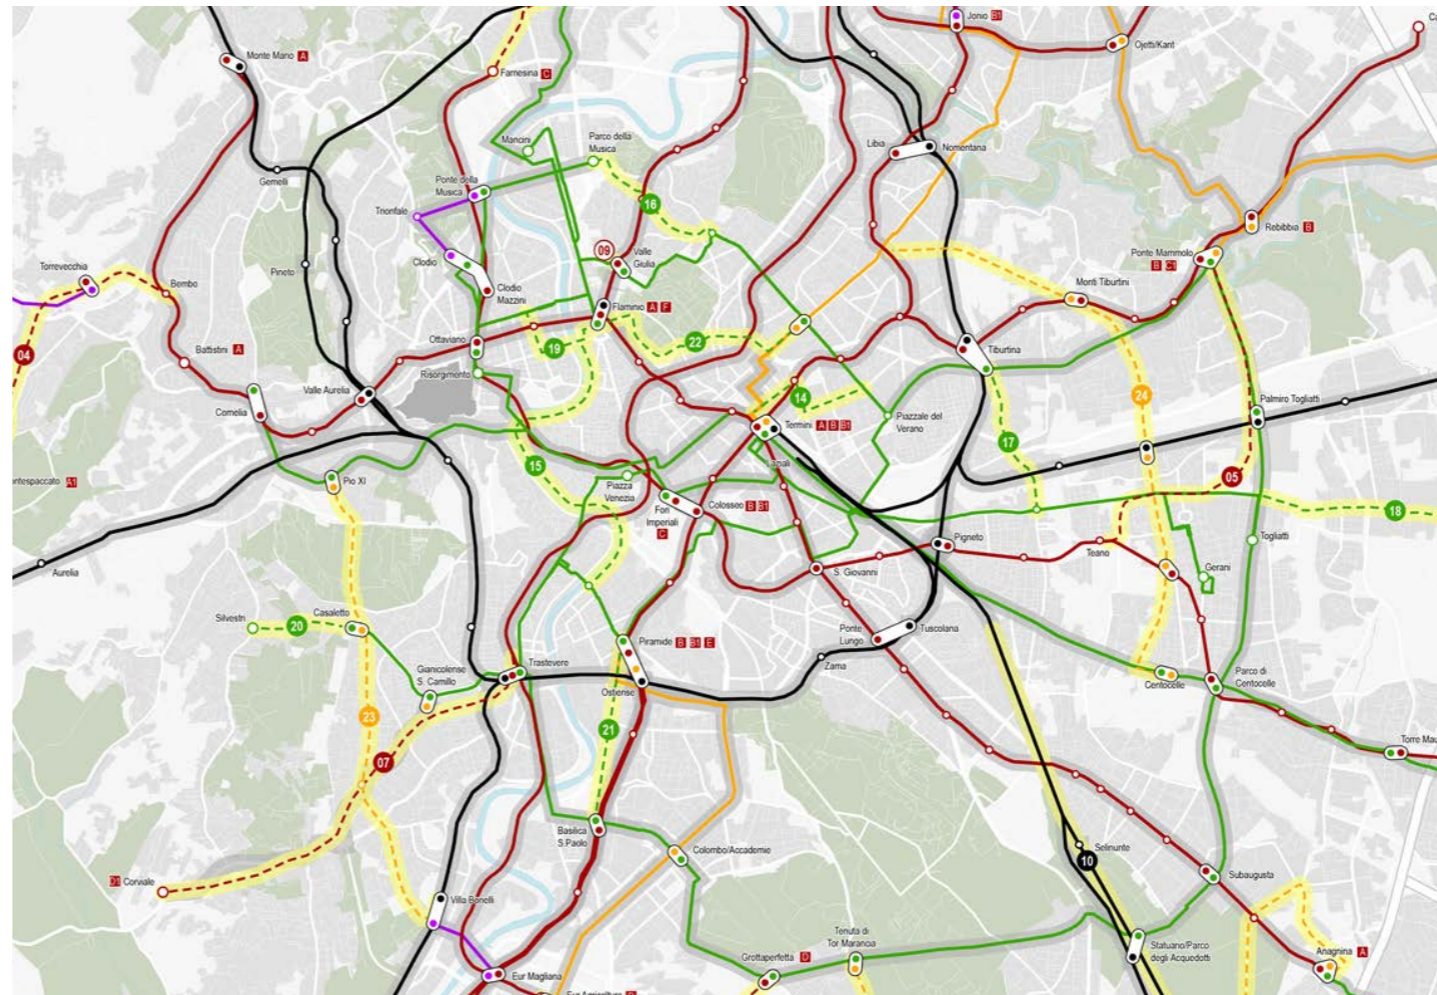 Jonio B1
Ojetti/Kant
Monte Mario A
Farnesina C
Mancini
Parco della
Musica
Libia
Nomentana
Gemelli
Ponte della
Musica
Trionfale
16
09
Valle
Giulia
Rebibbia B
Ponte Mammolo
B C1
Torrevecchia
Bembo
Pineto
Clodio
Clodio
Mazzini
Monti Tiburtini
Flaminio A F
04
Battistini A
Ottaviano
19
22
Tiburtina
Risorgimento
Cornelia
Valle Aurelia
14
24
Palmiro Togliatti
Termini A B B1
Piazzale del
Verano
17
Laziali
15
05
Piazza
Venezia
ntespaccato A1
Pio XI
Fori
Imperiali
C
Colosseo B B1
18
Pigneto
Teano
Togliatti
Aurelia
S. Giovanni
Gerani
Silvestri
20
Casaletto
Piramide B B1 E
Ponte
Lungo
Tuscolana
Gianicolense
S. Camillo
Trastevere
Zama
Ostiense
Centocelle
Parco di
Centocelle
23
21
07
Torre Mau
Basilica
S.Paolo
Colombo/Accademie
Selinunte
10
Subaugusta
D1 Corviale
Villa Bonelli
Tenuta di
Tor Marancia
Statuario/Parco
degli Acquedotti
Grottaperfetta D
Anagnina A
Eur Magliana